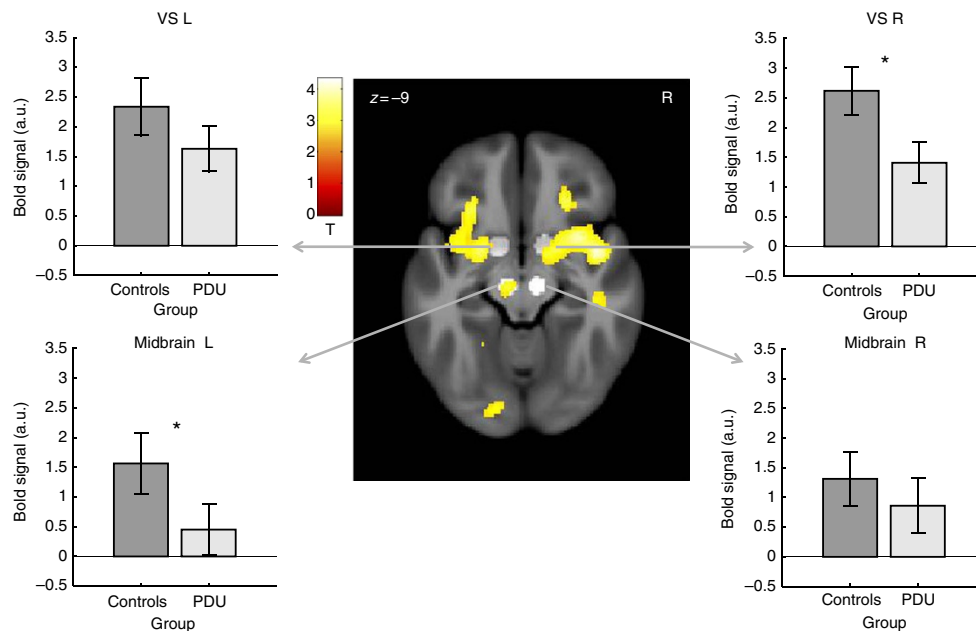 VS L
3.5
3
2.5
2
1.5
1
0.5
0
–0.5
Bold signal (a.u.)
Controls PDU
Group
4
3
2
1
0
T
z=–9
R
VS R
*
3.5
3
2.5
2
1.5
1
0.5
0
–0.5
Bold signal (a.u.)
Controls PDU
Group
Midbrain L
*
3.5
3
2.5
2
1.5
1
0.5
0
–0.5
Bold signal (a.u.)
Controls PDU
Group
Midbrain R
3.5
3
2.5
2
1.5
1
0.5
0
–0.5
Bold signal (a.u.)
Controls PDU
Group